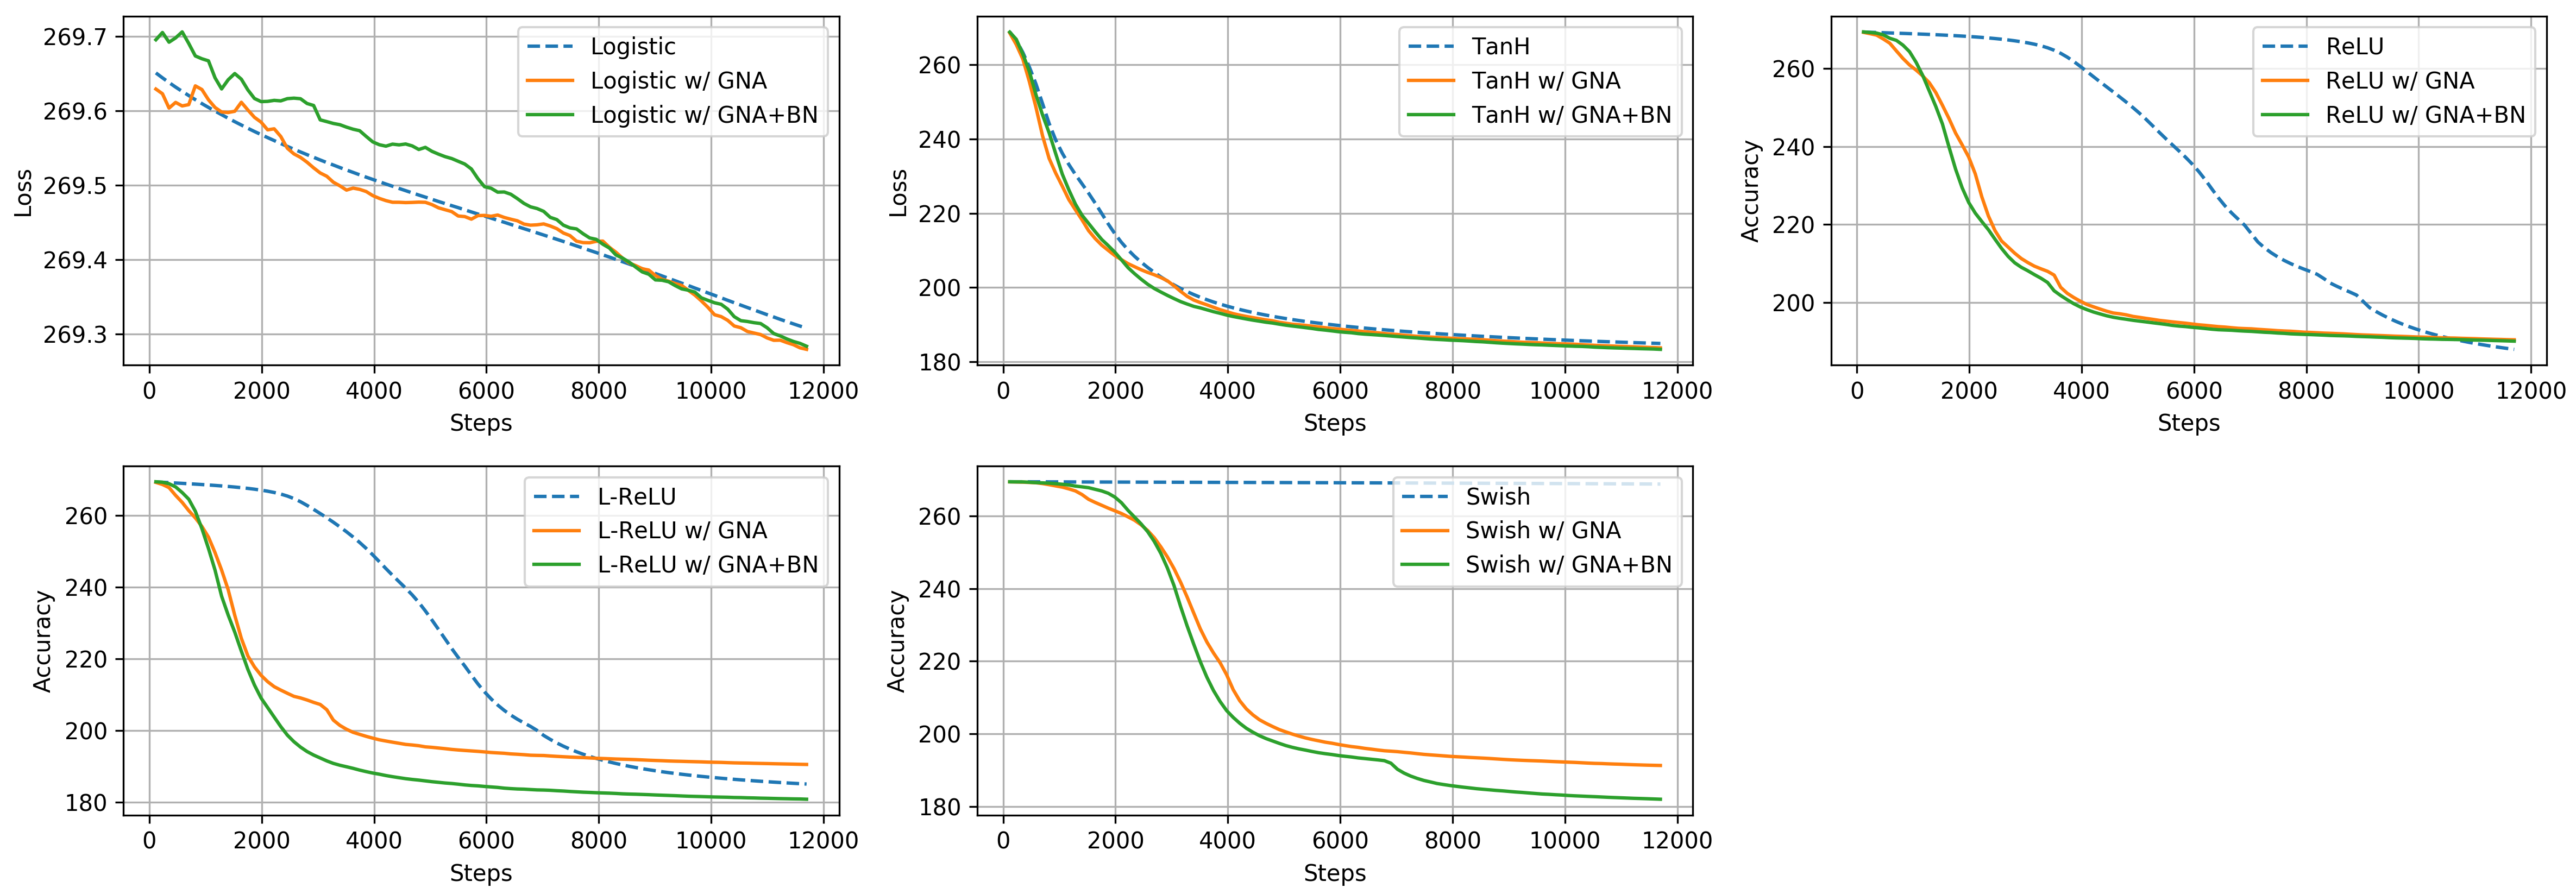 Logistic
Logistic w/ GNA
Logistic w/ GNA+BN
269.7
269.6
269.5
269.4
269.3
Loss
0 2000 4000 6000 8000 10000 12000
Steps
TanH
TanH w/ GNA
TanH w/ GNA+BN
260
240
220
200
180
Loss
0 2000 4000 6000 8000 10000 12000
Steps
ReLU
ReLU w/ GNA
ReLU w/ GNA+BN
260
240
220
200
Accuracy
0 2000 4000 6000 8000 10000 12000
Steps
L-ReLU
L-ReLU w/ GNA
L-ReLU w/ GNA+BN
260
240
220
200
180
Accuracy
0 2000 4000 6000 8000 10000 12000
Steps
Swish
Swish w/ GNA
Swish w/ GNA+BN
260
240
220
200
180
Accuracy
0 2000 4000 6000 8000 10000 12000
Steps